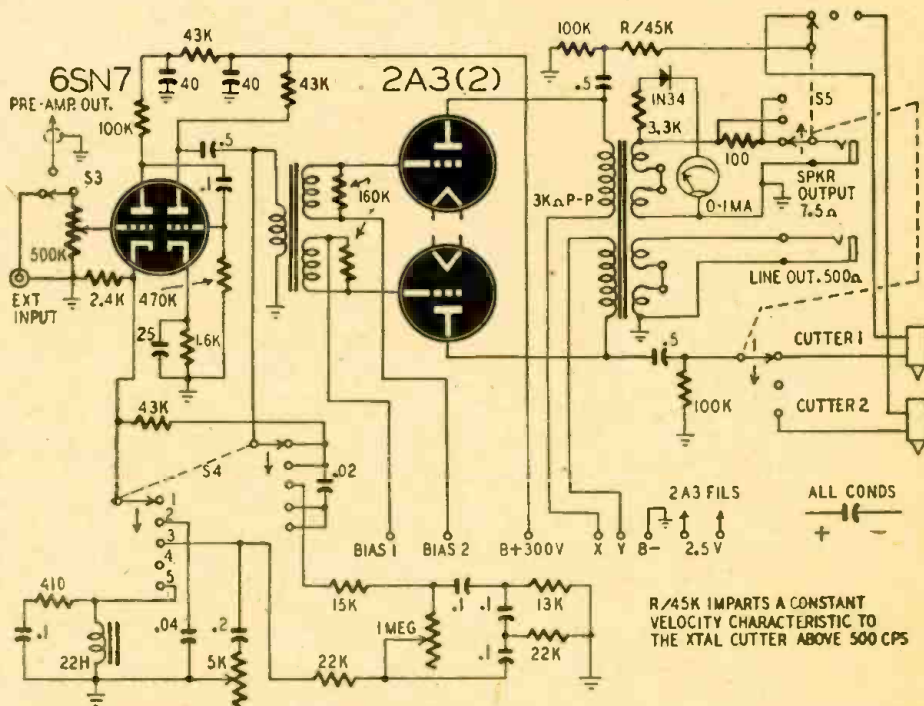 43K
100K
R/45K
6SN7
40
40
43K
2A3(2)
.5
1N34
S5
PRE-AMP. OUT.
100K
.5
3.3K
100
S3
.1
160K
3KΩP-P
0-1MA
SPKR
OUTPUT
7.5Ω
500K
EXT
INPUT
2.4K
470K
LINE OUT. 500Ω
25
1.6K
.5
CUTTER 1
43K
100K
CUTTER 2
S4
.02
1
2
3
4
5
BIAS 1
BIAS 2
B+300V
X
Y
B-
2A3 FILS
2.5 V
ALL CONDS
+
-
410
15K
.1
.1
13K
R/45K IMPARTS A CONSTANT
VELOCITY CHARACTERISTIC TO
THE XTAL CUTTER ABOVE 500 CPS
.1
22H
.04
.2
5K
1 MEG
22K
.1
22K